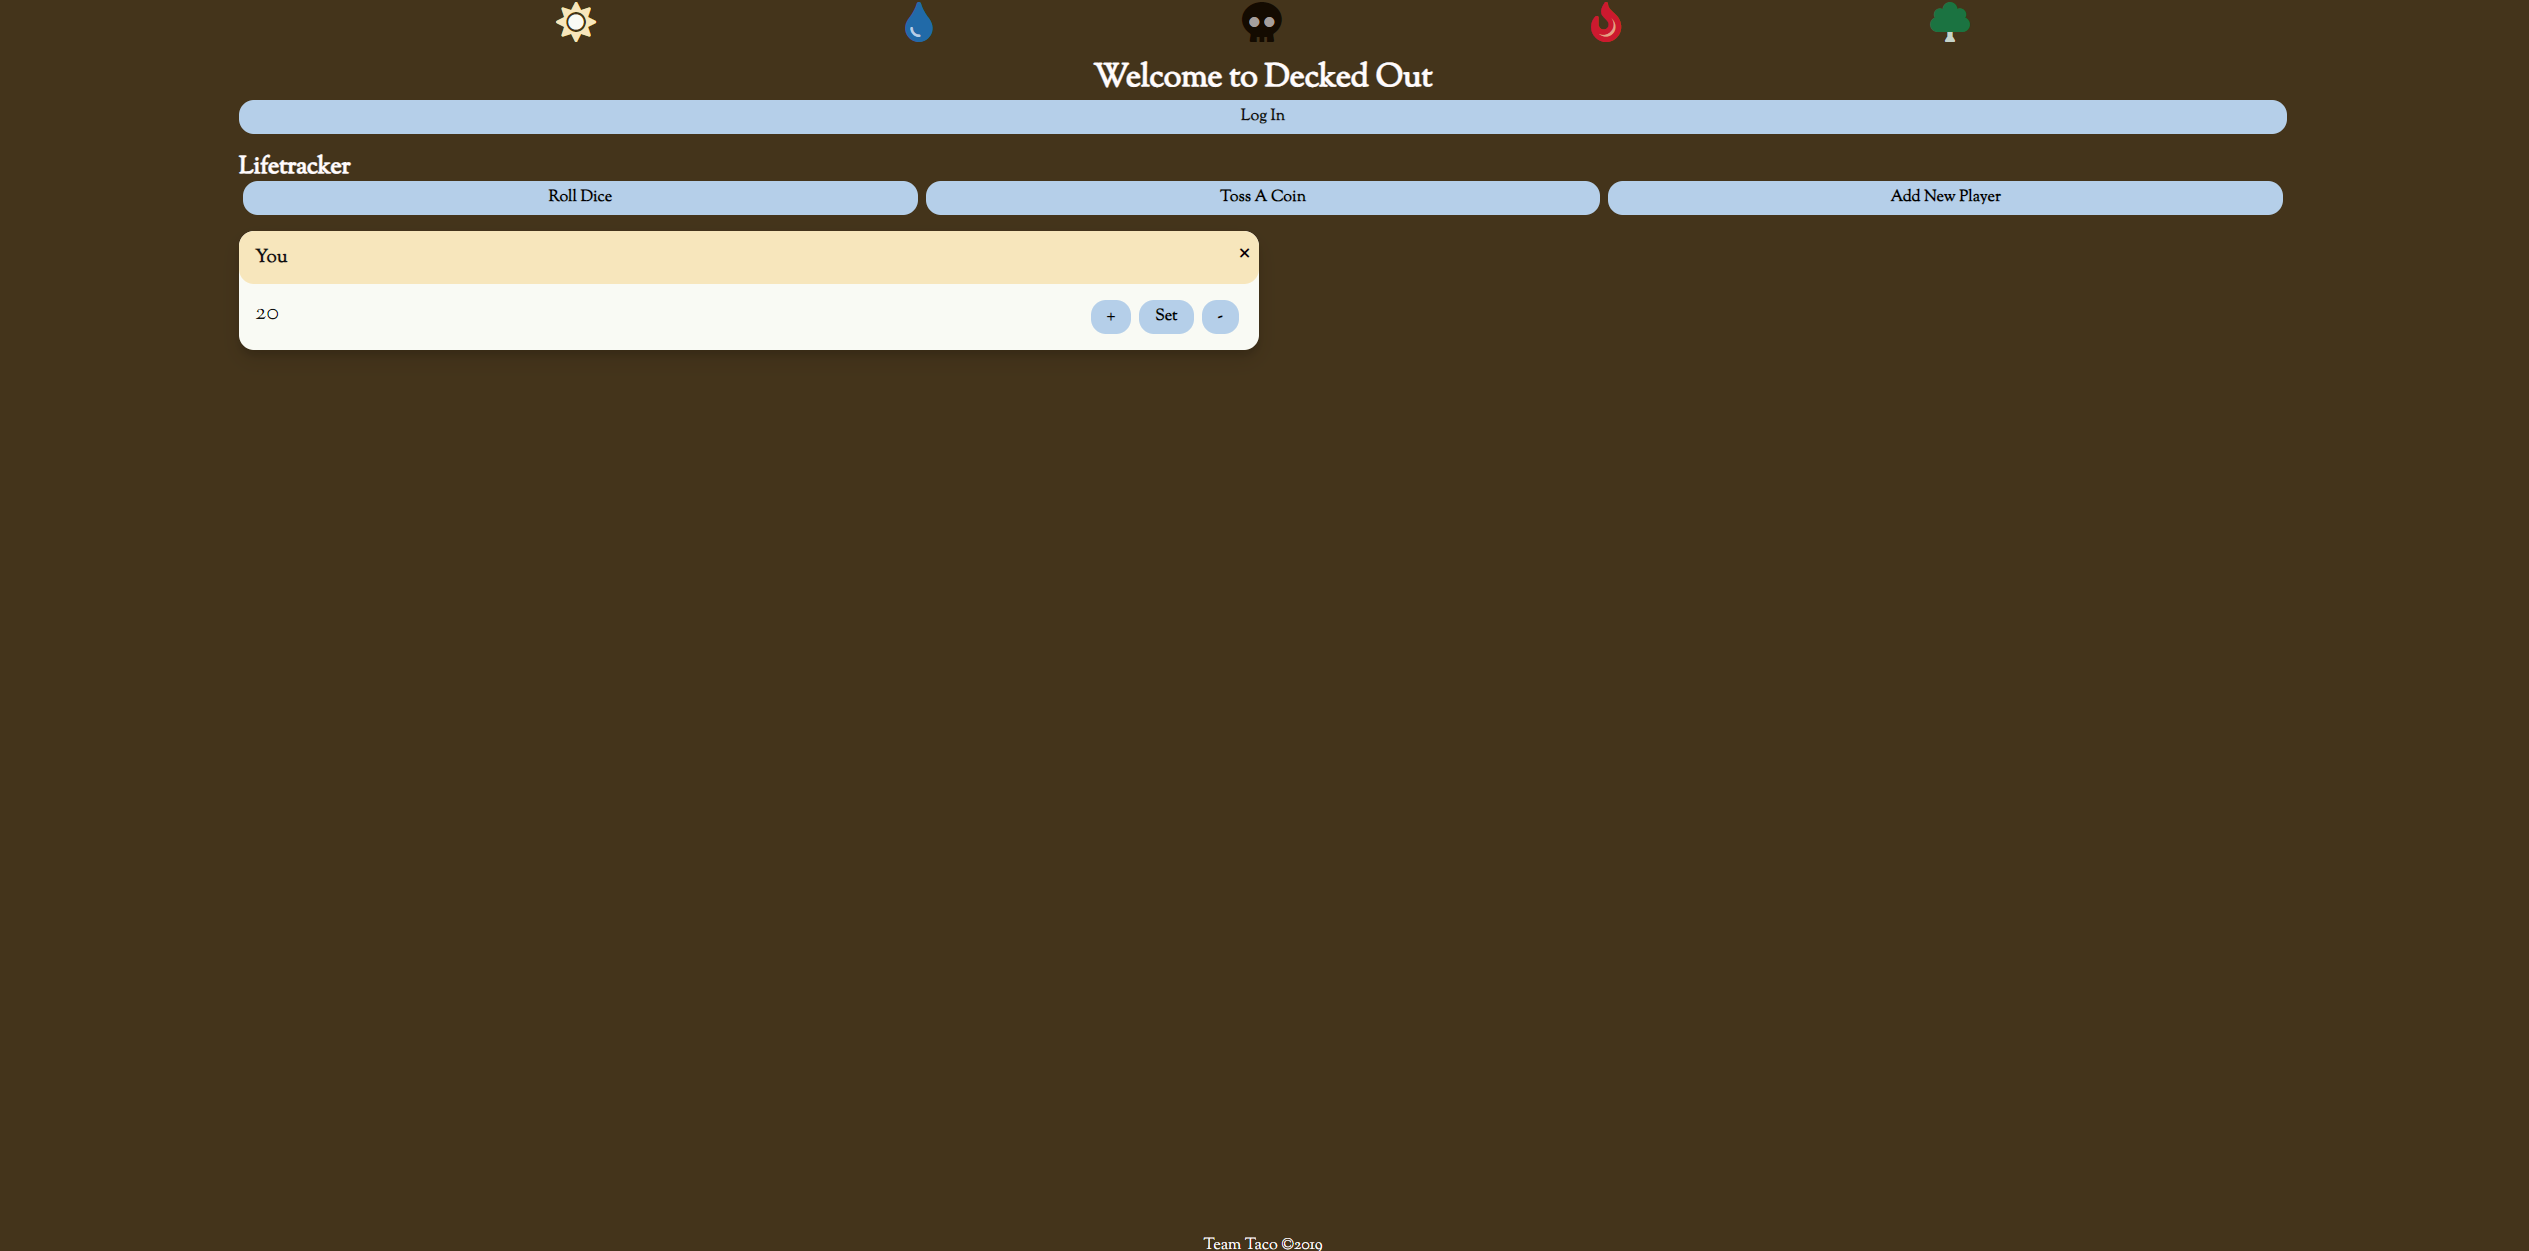 Welcome to Decked Out
Log In
Lifetracker
Roll Dice
Toss A Coin
Add New Player
You
×
20
+
Set
-
Team Taco ©2019